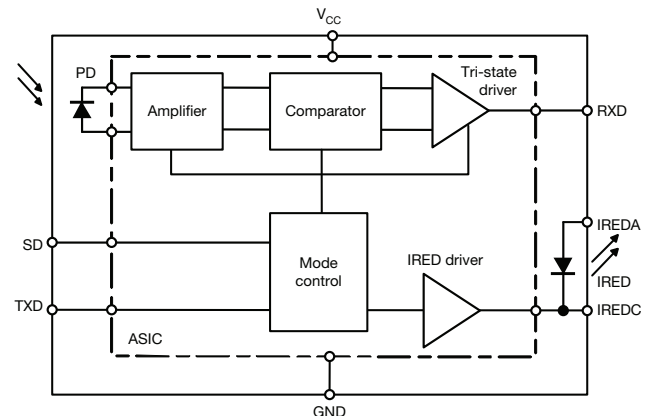 VCC
PD
Amplifier
Comparator
Tri-state
driver
RXD
SD
TXD
Mode
control
IRED driver
IREDA
IRED
IREDC
ASIC
GND